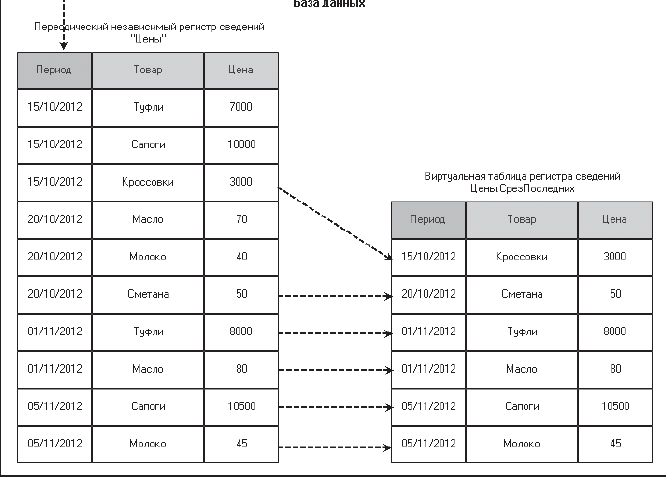 База данных
Периодический независимый регистр сведений
"Цены"
Период Товар Цена
15/10/2012 Туфли 7000
15/10/2012 Сапоги 10000
15/10/2012 Кроссовки 3000
20/10/2012 Масло 70
20/10/2012 Молоко 40
20/10/2012 Сметана 50
01/11/2012 Туфли 8000
01/11/2012 Масло 80
05/11/2012 Сапоги 10500
05/11/2012 Молоко 45
Виртуальная таблица регистра сведений
Цены.СрезПоследних
Период Товар Цена
15/10/2012 Кроссовки 3000
20/10/2012 Сметана 50
01/11/2012 Туфли 8000
01/11/2012 Масло 80
05/11/2012 Сапоги 10500
05/11/2012 Молоко 45